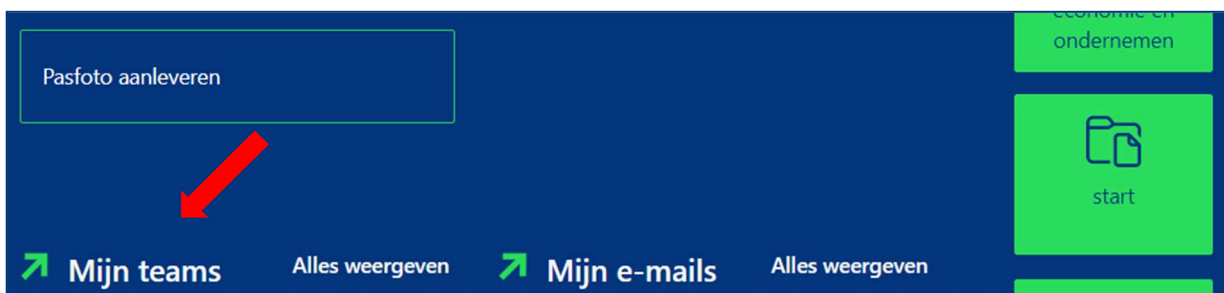 economie en
ondernemen
Pasfoto aanleveren
start
Mijn teams
Alles weergeven
Mijn e-mails
Alles weergeven